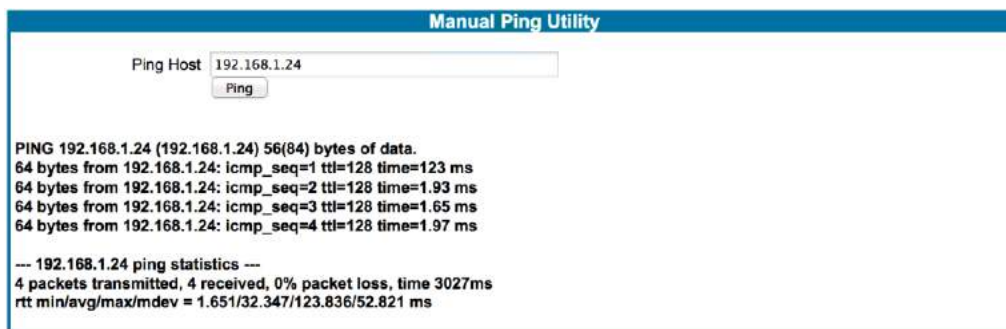 Manual Ping Utility
Ping Host 192.168.1.24
Ping
PING 192.168.1.24 (192.168.1.24) 56(84) bytes of data.
64 bytes from 192.168.1.24: icmp_seq=1 ttl=128 time=123 ms
64 bytes from 192.168.1.24: icmp_seq=2 ttl=128 time=1.93 ms
64 bytes from 192.168.1.24: icmp_seq=3 ttl=128 time=1.65 ms
64 bytes from 192.168.1.24: icmp_seq=4 ttl=128 time=1.97 ms
--- 192.168.1.24 ping statistics ---
4 packets transmitted, 4 received, 0% packet loss, time 3027ms
rtt min/avg/max/mdev = 1.651/32.347/123.836/52.821 ms